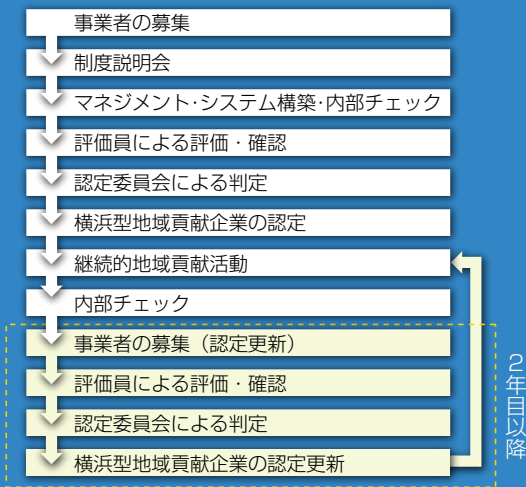 事業者の募集
制度説明会
マネジメント･システム構築･内部チェック
評価員による評価・確認
認定委員会による判定
横浜型地域貢献企業の認定
継続的地域貢献活動
内部チェック
事業者の募集（認定更新）
評価員による評価・確認
認定委員会による判定
横浜型地域貢献企業の認定更新
２年目以降